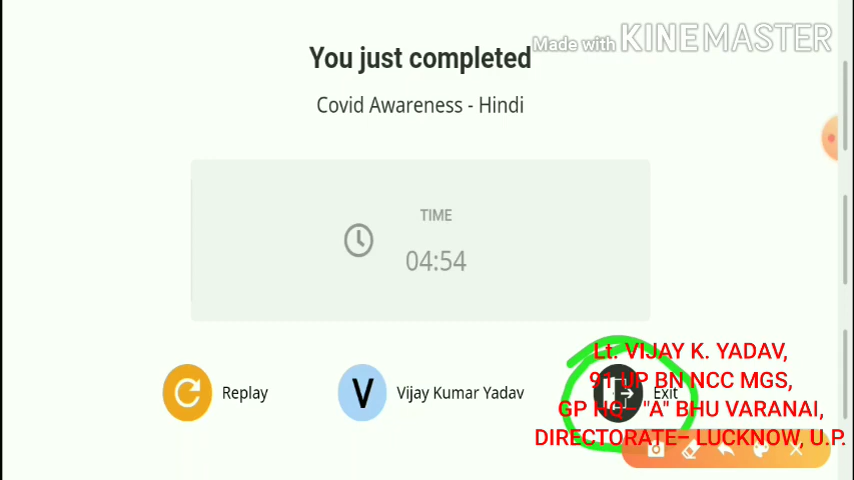 You just completed
Made with KINEMASTER
Covid Awareness - Hindi
TIME
04:54
Replay
V
Vijay Kumar Yadav
Exit
Lt. VIJAY K. YADAV,
91 UP BN NCC MGS,
GP HQ- "A" BHU VARANAI,
DIRECTORATE- LUCKNOW, U.P.